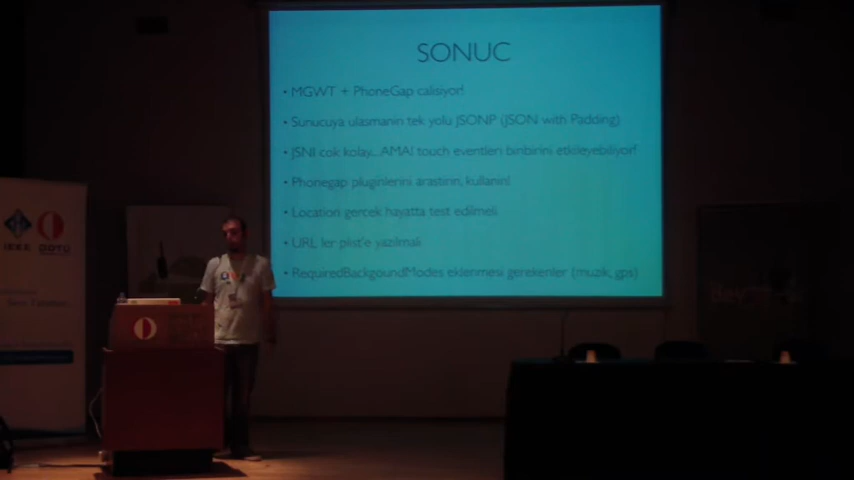 SONUC
• MGWT + PhoneGap calisiyor!
• Sunucuya ulasmanin tek yolu JSONP (JSON with Padding)
• JSNI cok kolay...AMA! touch eventleri birbirini etkileyebiliyor!
• Phonegap pluginlerini arastirin, kullanin!
• Location gercek hayatta test edilmeli
• URL ler plist'e yazilmali
• RequiredBackgoundModes eklenmesi gerekenler (muzik, gps)
IEEE ODTÜ